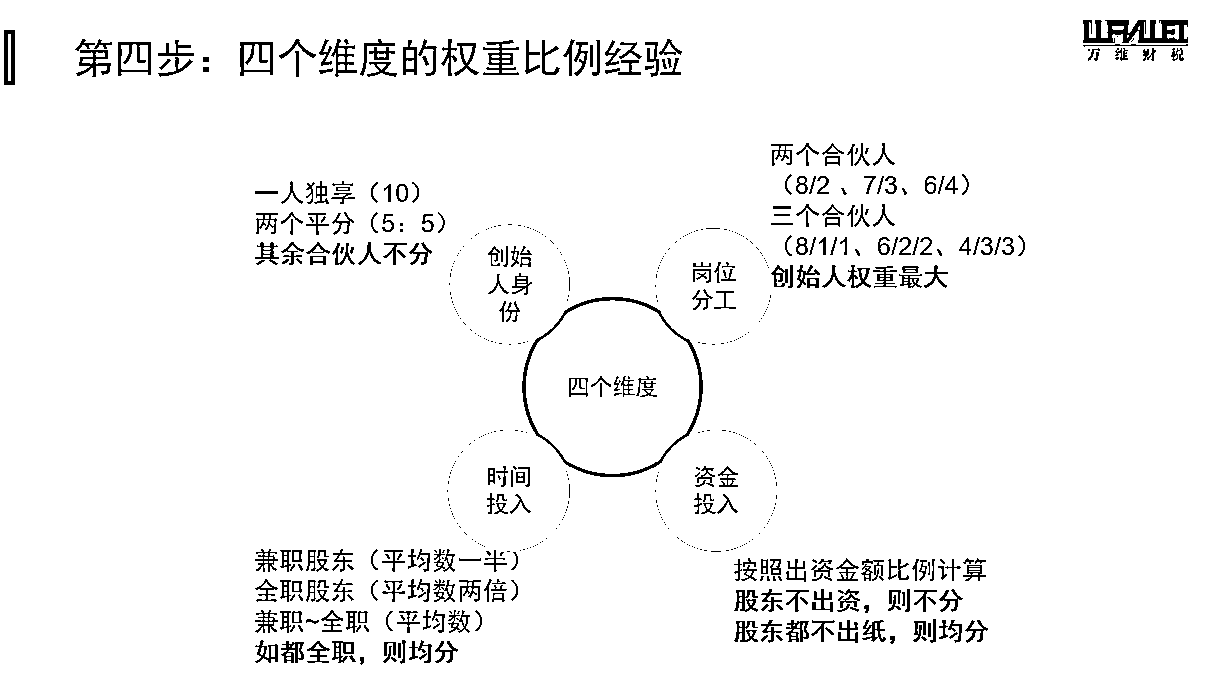 第四步：四个维度的权重比例经验
万维财税
一人独享（10）
两个平分（5：5）
其余合伙人不分
两个合伙人
（8/2 、7/3、6/4）
三个合伙人
（8/1/1、6/2/2、4/3/3）
创始人权重最大
创始
人身
份
岗位
分工
四个维度
时间
投入
资金
投入
兼职股东（平均数一半）
全职股东（平均数两倍）
兼职~全职（平均数）
如都全职，则均分
按照出资金额比例计算
股东不出资，则不分
股东都不出纸，则均分